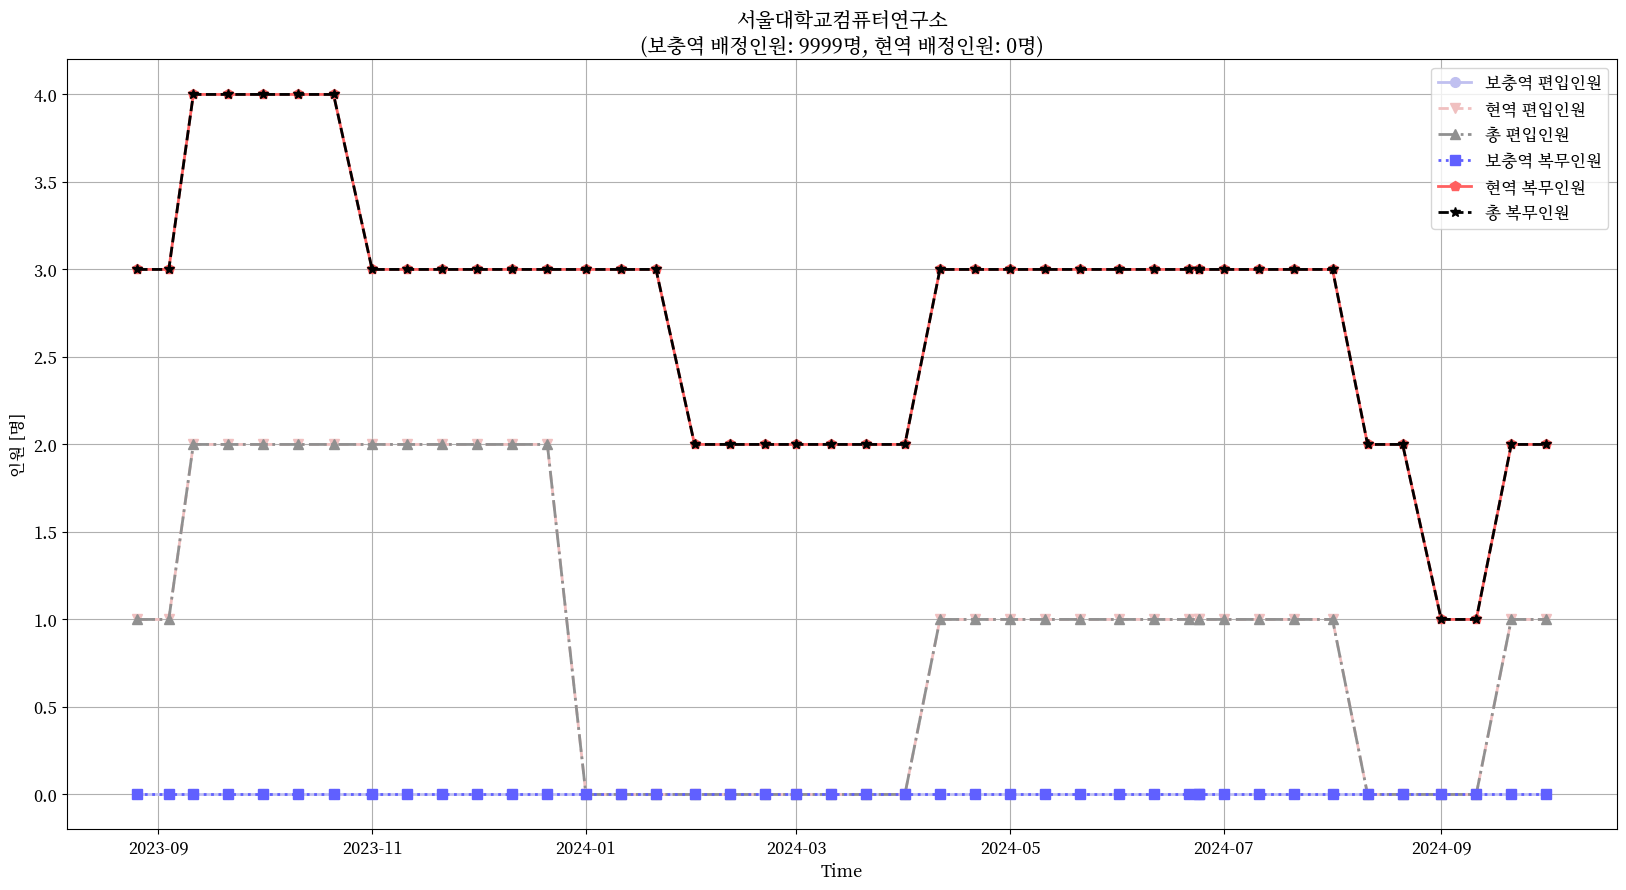 서울대학교컴퓨터연구소
(보충역 배정인원: 9999명, 현역 배정인원: 0명)
보충역 편입인원
현역 편입인원
총 편입인원
보충역 복무인원
현역 복무인원
총 복무인원
인원 [명]
4.0
3.5
3.0
2.5
2.0
1.5
1.0
0.5
0.0
2023-09
2023-11
2024-01
2024-03
2024-05
2024-07
2024-09
Time